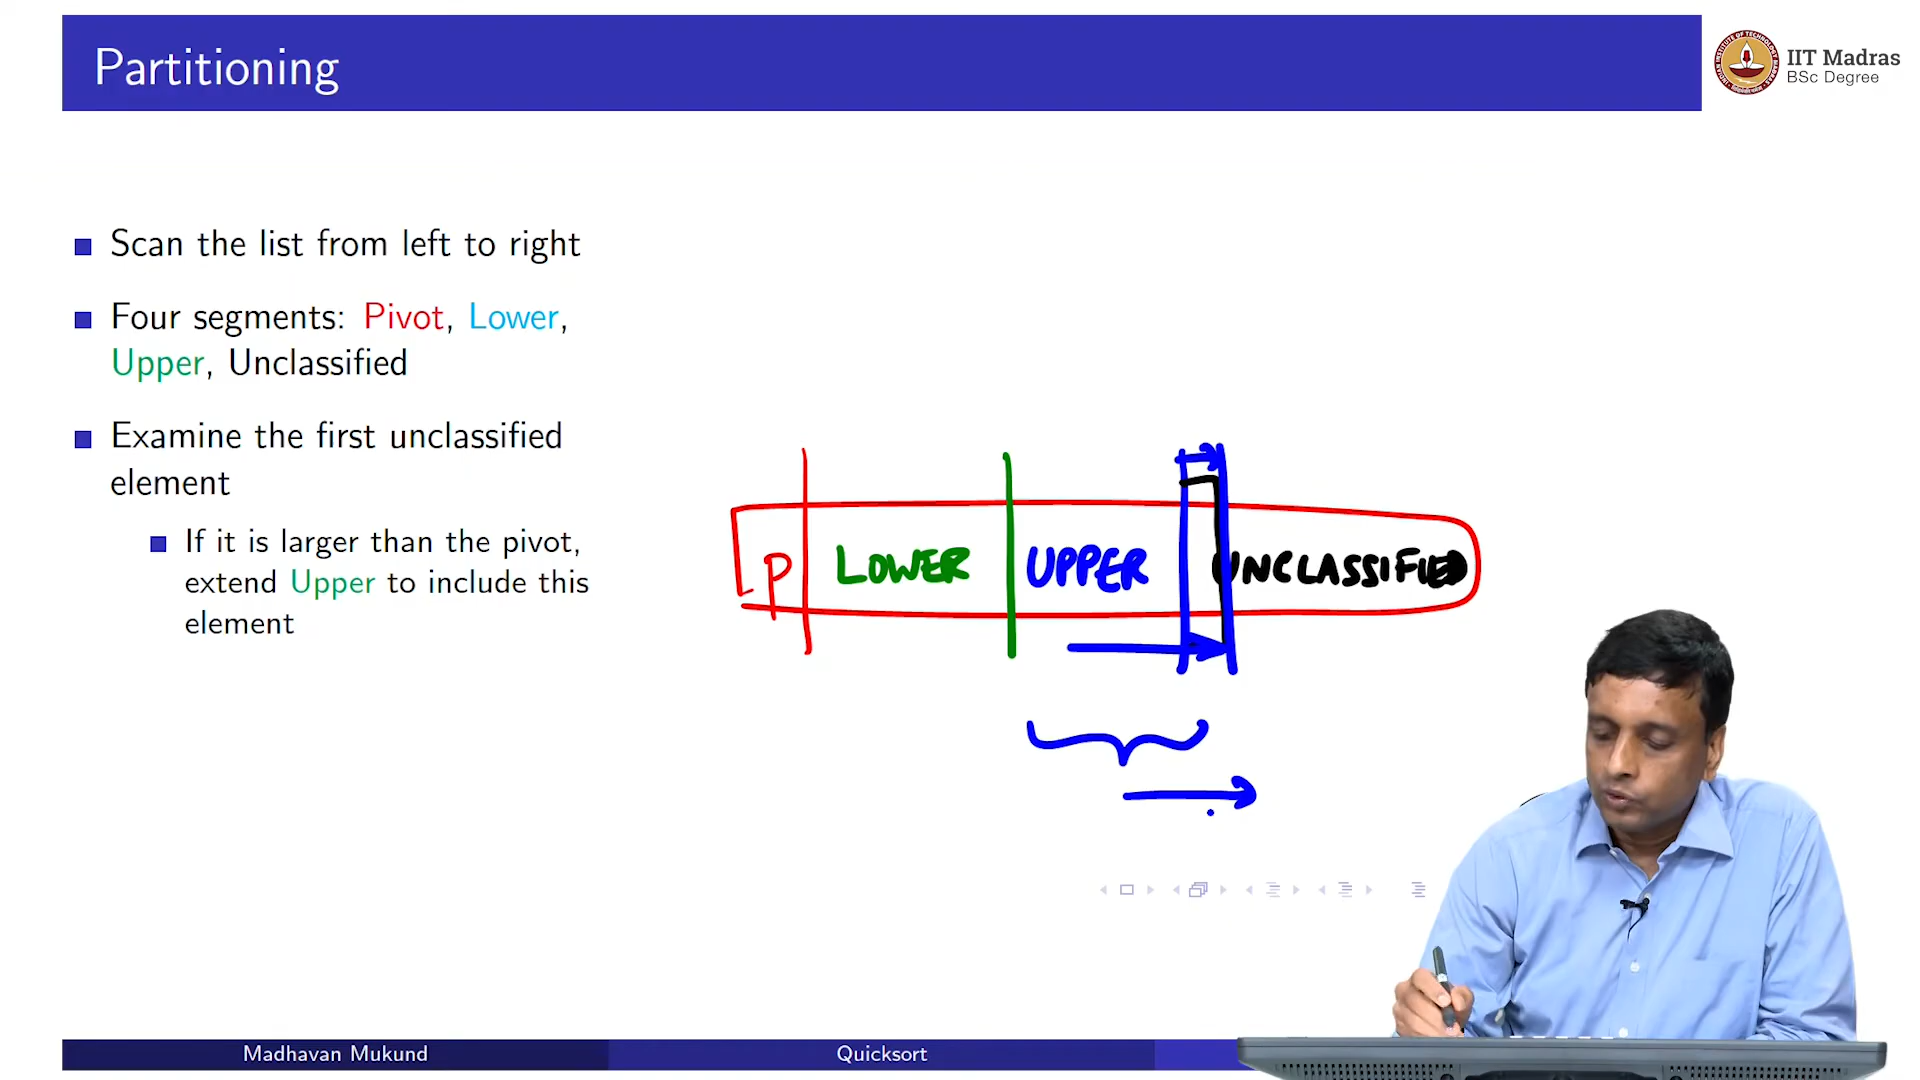 Partitioning
IIT Madras
BSc Degree
Scan the list from left to right
Four segments: Pivot, Lower,
Upper, Unclassified
Examine the first unclassified
element
If it is larger than the pivot,
extend Upper to include this
element
P LOWER UPPER UNCLASSIFIED
Madhavan Mukund Quicksort